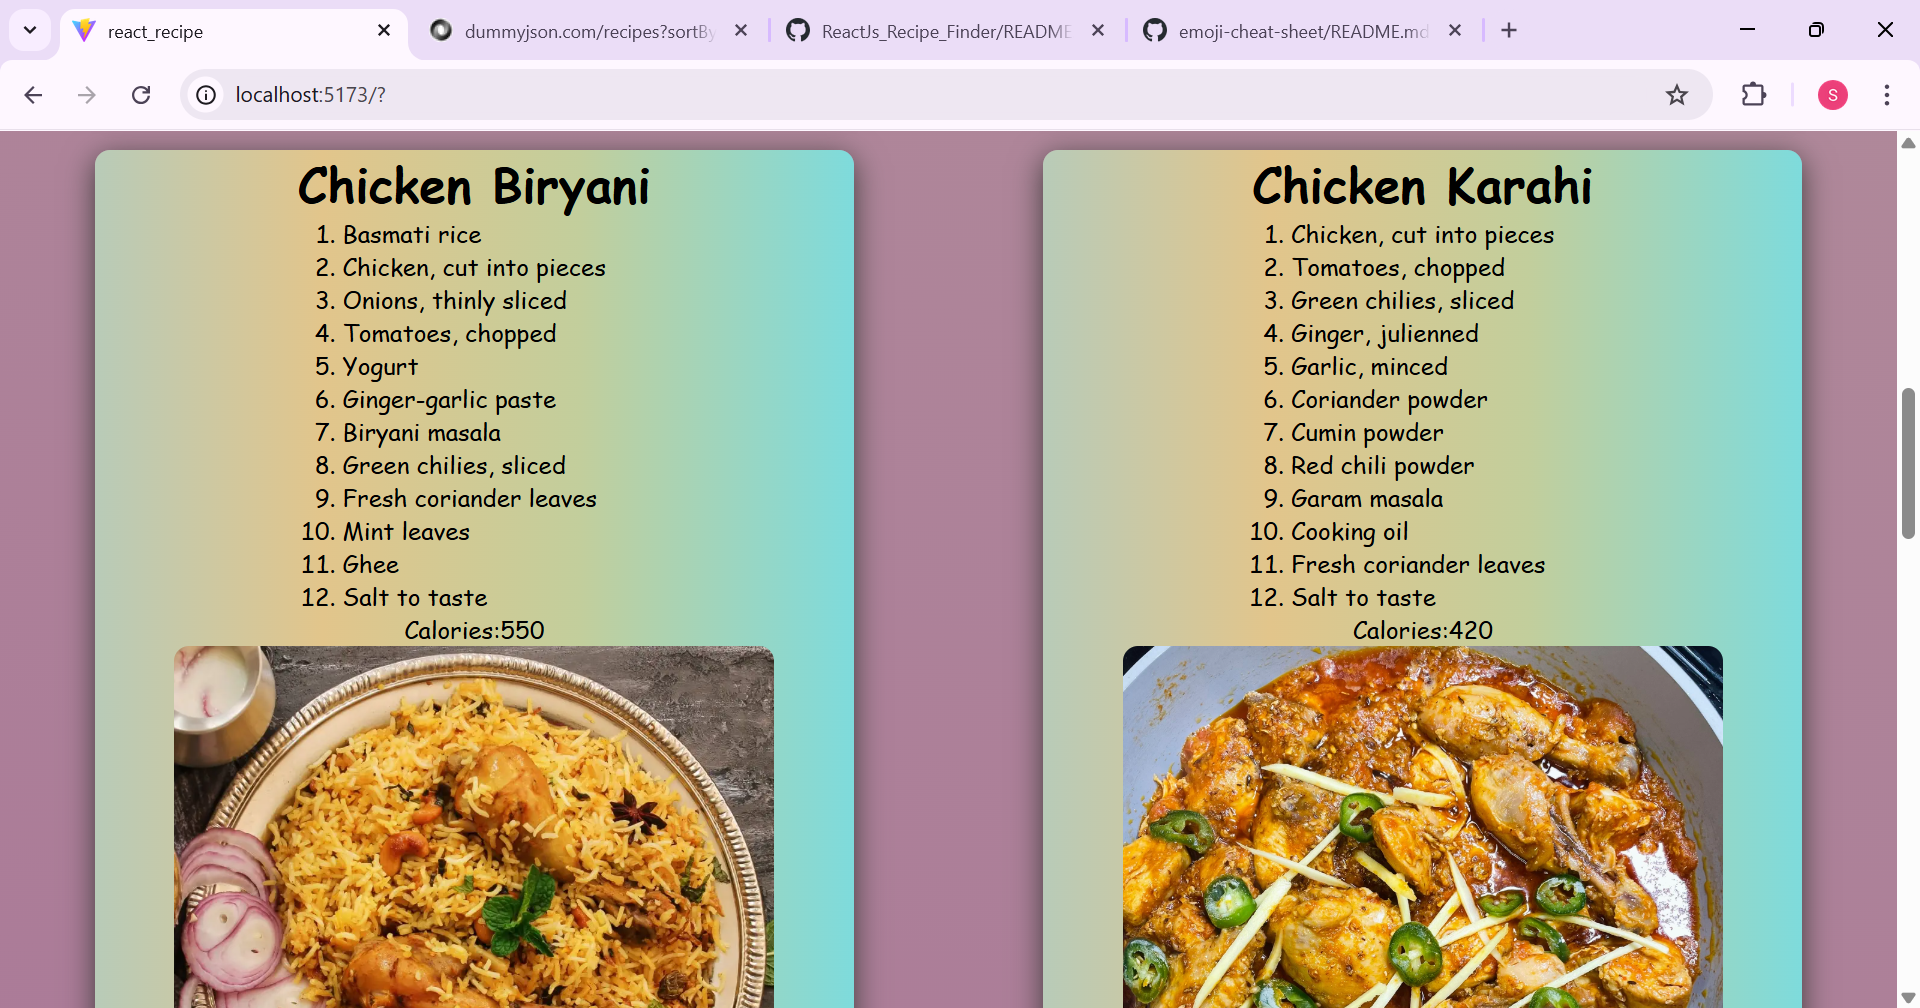 react_recipe
dummyjson.com/recipes?sortBy
ReactJs_Recipe_Finder/README
emoji-cheat-sheet/README.md
localhost:5173/?
S
Chicken Biryani
1. Basmati rice
2. Chicken, cut into pieces
3. Onions, thinly sliced
4. Tomatoes, chopped
5. Yogurt
6. Ginger-garlic paste
7. Biryani masala
8. Green chilies, sliced
9. Fresh coriander leaves
10. Mint leaves
11. Ghee
12. Salt to taste
Calories:550
Chicken Karahi
1. Chicken, cut into pieces
2. Tomatoes, chopped
3. Green chilies, sliced
4. Ginger, julienned
5. Garlic, minced
6. Coriander powder
7. Cumin powder
8. Red chili powder
9. Garam masala
10. Cooking oil
11. Fresh coriander leaves
12. Salt to taste
Calories:420